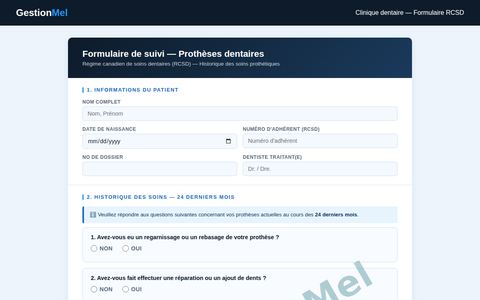 GestionMel
Clinique dentaire — Formulaire RCSD
Formulaire de suivi — Prothèses dentaires
Régime canadien de soins dentaires (RCSD) — Historique des soins prothétiques
1. INFORMATIONS DU PATIENT
NOM COMPLET
Nom, Prénom
DATE DE NAISSANCE
NUMÉRO D'ADHÉRENT (RCSD)
mm/dd/yyyy
Numéro d'adhérent
NO DE DOSSIER
DENTISTE TRAITANT(E)
Dr. / Dre.
2. HISTORIQUE DES SOINS — 24 DERNIERS MOIS
Veuillez répondre aux questions suivantes concernant vos prothèses actuelles au cours des 24 derniers mois.
1. Avez-vous eu un regarnissage ou un rebasage de votre prothèse ?
NON OUI
2. Avez-vous fait effectuer une réparation ou un ajout de dents ?
NON OUI
Mel